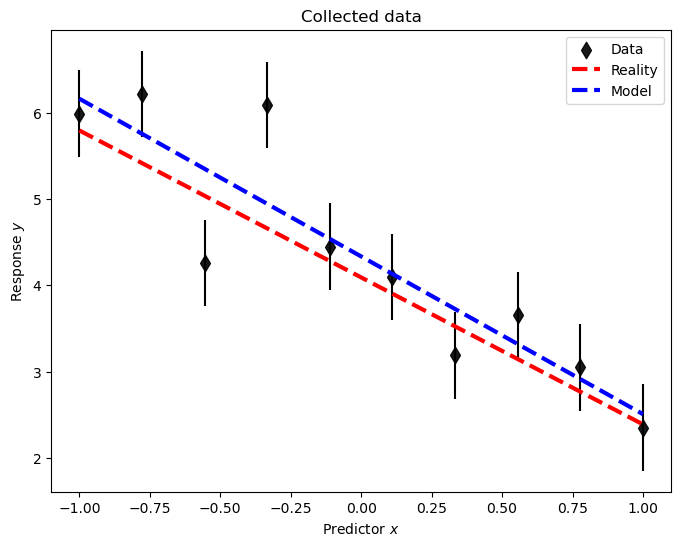 Collected data
Data
Reality
Model
6
5
4
3
2
Response y
−1.00 −0.75 −0.50 −0.25 0.00 0.25 0.50 0.75 1.00
Predictor x